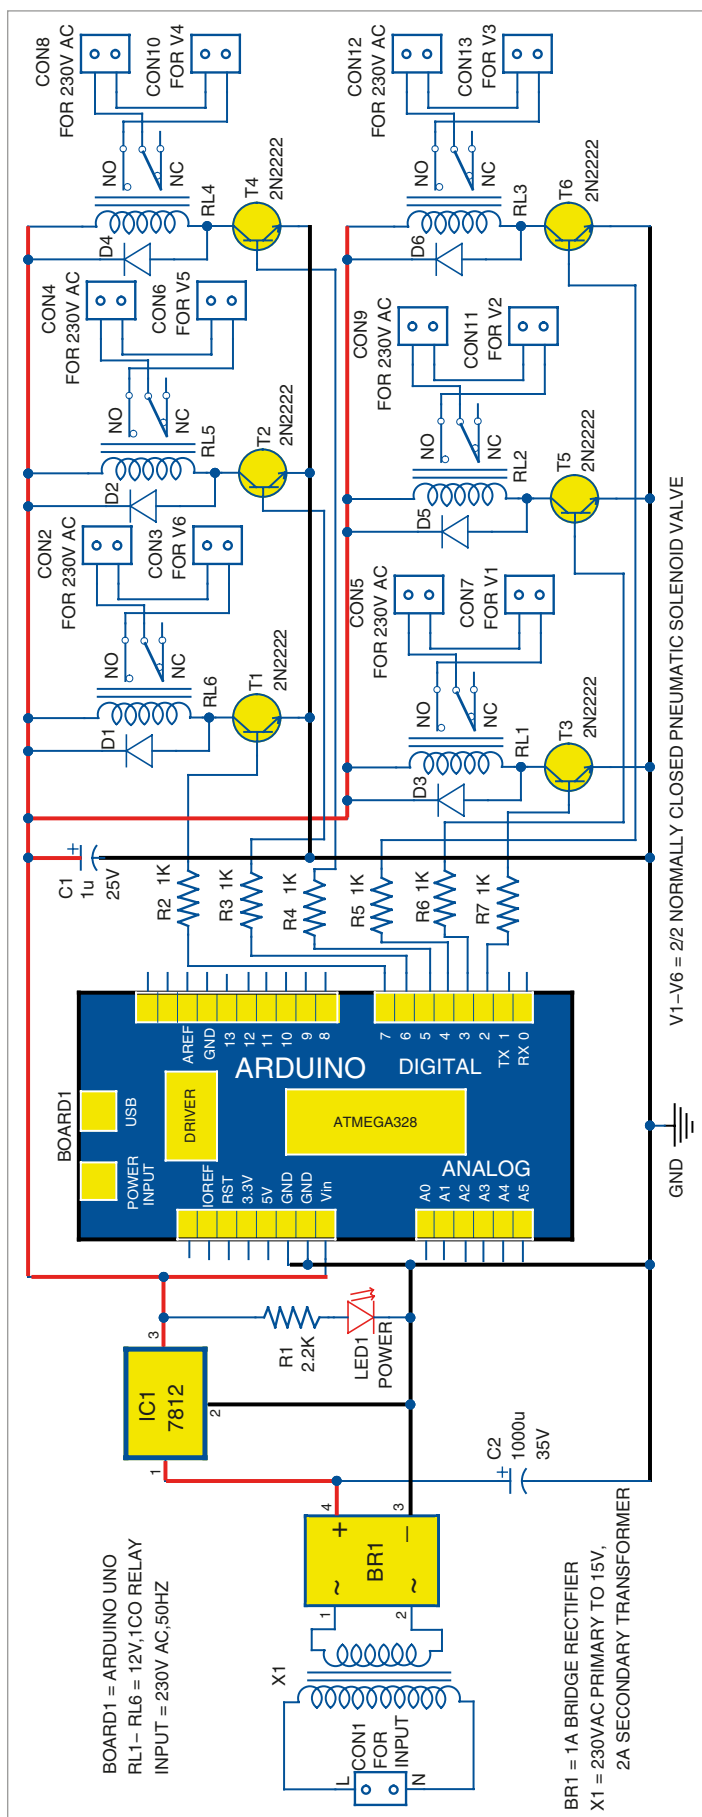 CON8
FOR 230V AC
CON10
FOR V4
NO
NC
RL4
D4
T4
2N2222
CON4
FOR 230V AC
CON6
FOR V5
NO
NC
RL5
D2
T2
2N2222
CON2
FOR 230V AC
CON3
FOR V6
NO
NC
RL6
D1
T1
2N2222
CON12
FOR 230V AC
CON13
FOR V3
NO
NC
RL3
D6
T6
2N2222
CON9
FOR 230V AC
CON11
FOR V2
NO
NC
RL2
D5
T5
2N2222
CON5
FOR 230V AC
CON7
FOR V1
NO
NC
RL1
D3
T3
2N2222
C1
1u
25V
+
R2 1K
R3 1K
R4 1K
R5 1K
R6 1K
R7 1K
V1–V6 = 2/2 NORMALLY CLOSED PNEUMATIC SOLENOID VALVE
BOARD1
POWER
INPUT
USB
DRIVER
ARDUINO
ATMEGA328
DIGITAL
ANALOG
AREF
GND
13
12
11
10
9
8
7
6
5
4
3
2
TX 1
RX 0
IOREF
RST
3.3V
5V
GND
GND
Vin
A0
A1
A2
A3
A4
A5
GND
IC1
7812
1
2
3
R1
2.2K
LED1
POWER
C2
1000u
35V
+
BR1
+
–
~
~
1
2
3
4
X1
CON1
FOR
INPUT
L
N
BOARD1 = ARDUINO UNO
RL1– RL6 = 12V,1CO RELAY
INPUT = 230V AC,50HZ
BR1 = 1A BRIDGE RECTIFIER
X1 = 230VAC PRIMARY TO 15V,
2A SECONDARY TRANSFORMER